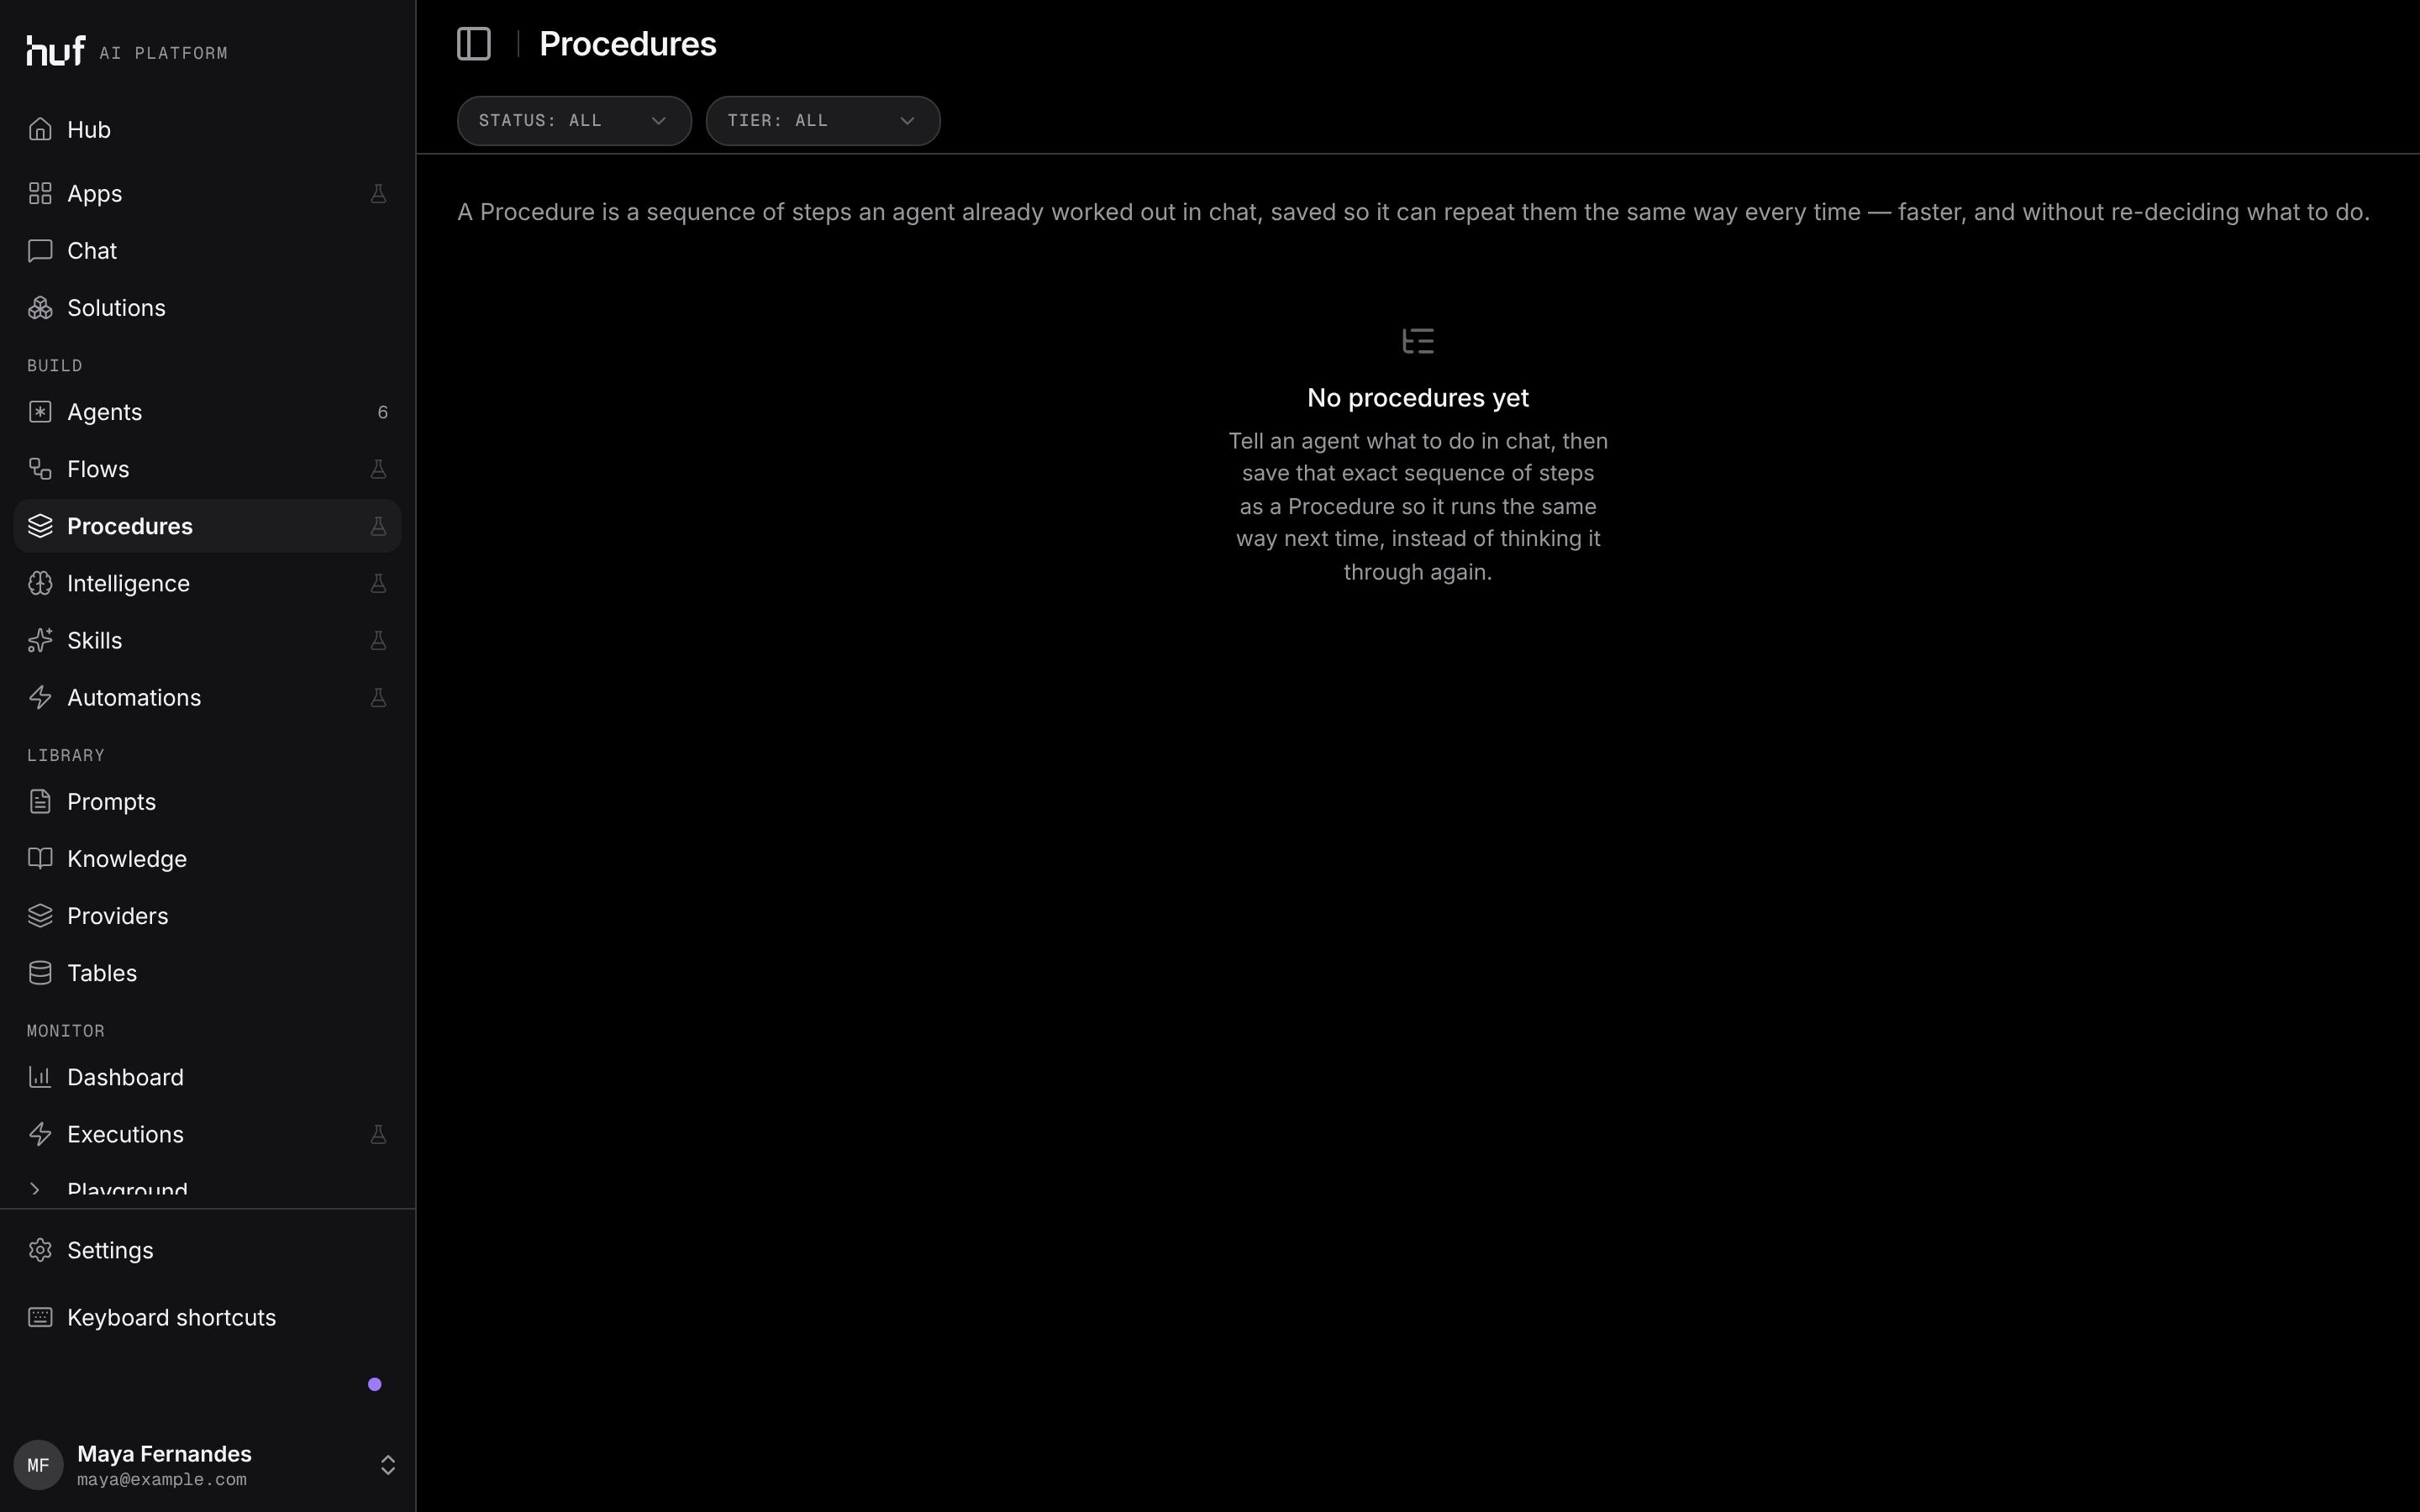 huf AI PLATFORM
Hub
Apps
Chat
Solutions
BUILD
Agents 6
Flows
Procedures
Intelligence
Skills
Automations
LIBRARY
Prompts
Knowledge
Providers
Tables
MONITOR
Dashboard
Executions
Playground
Settings
Keyboard shortcuts
MF
Maya Fernandes
maya@example.com
Procedures
STATUS: ALL
TIER: ALL
A Procedure is a sequence of steps an agent already worked out in chat, saved so it can repeat them the same way every time — faster, and without re-deciding what to do.
No procedures yet
Tell an agent what to do in chat, then
save that exact sequence of steps
as a Procedure so it runs the same
way next time, instead of thinking it
through again.